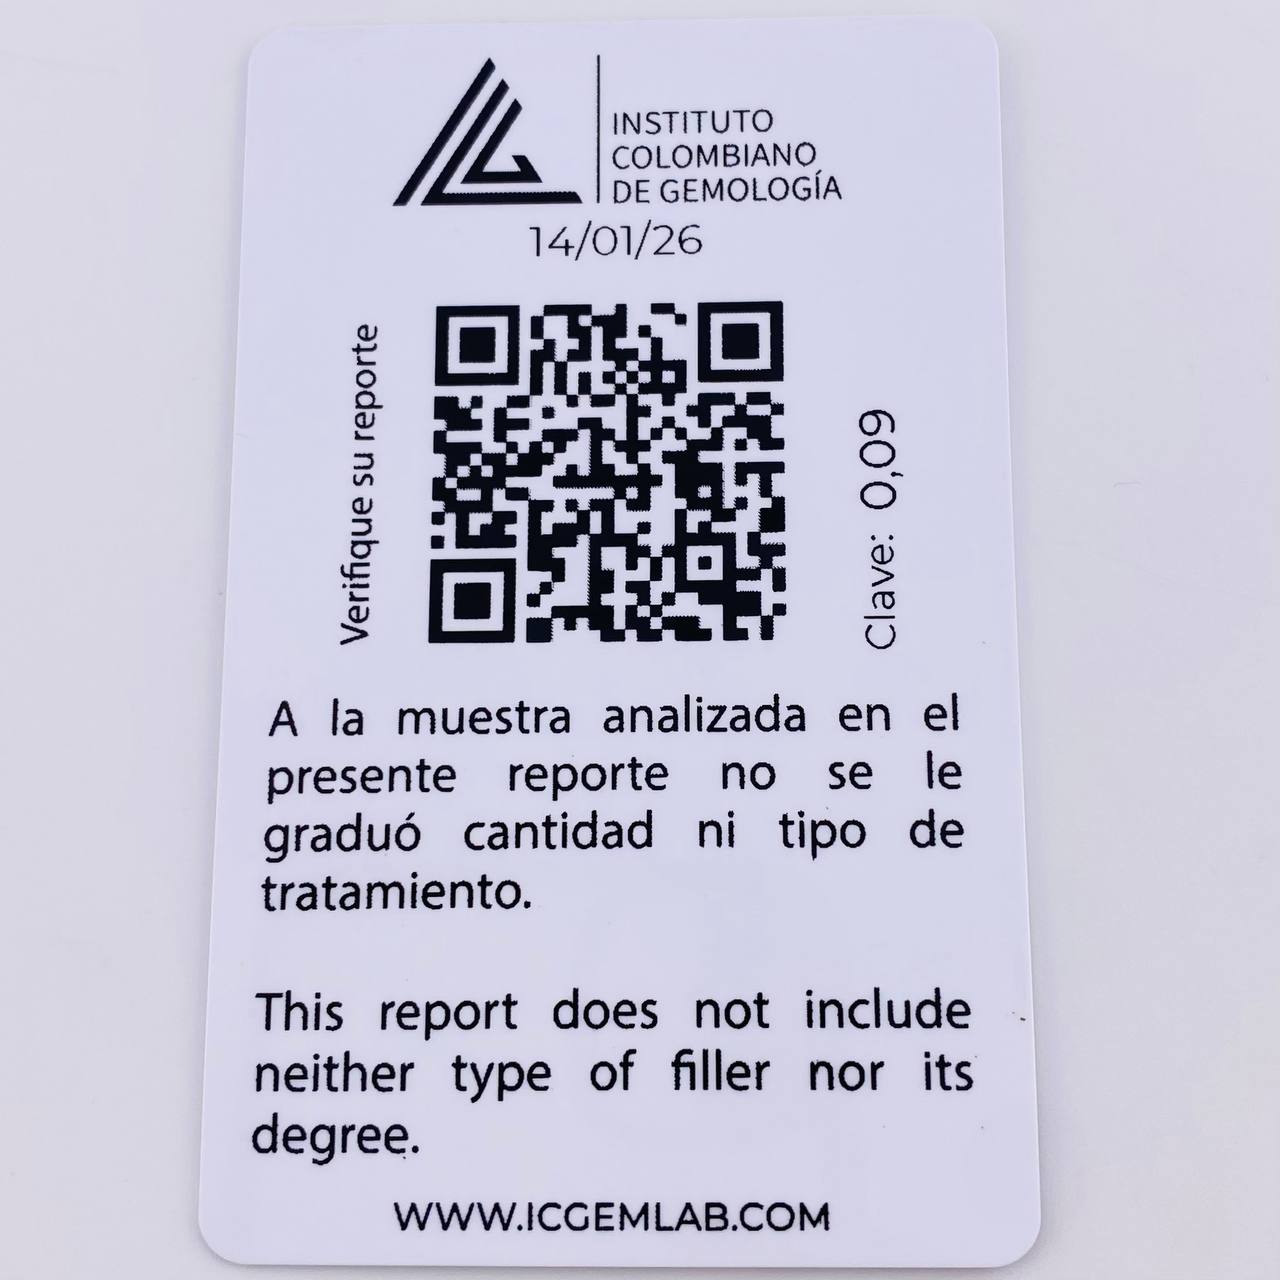 INSTITUTO
COLOMBIANO
DE GEMOLOGÍA
14/01/26
Verifique su reporte
Clave: 0,09
A la muestra analizada en el
presente reporte no se le
graduó cantidad ni tipo de
tratamiento.
This report does not include
neither type of filler nor its
degree.
WWW.ICGEMLAB.COM